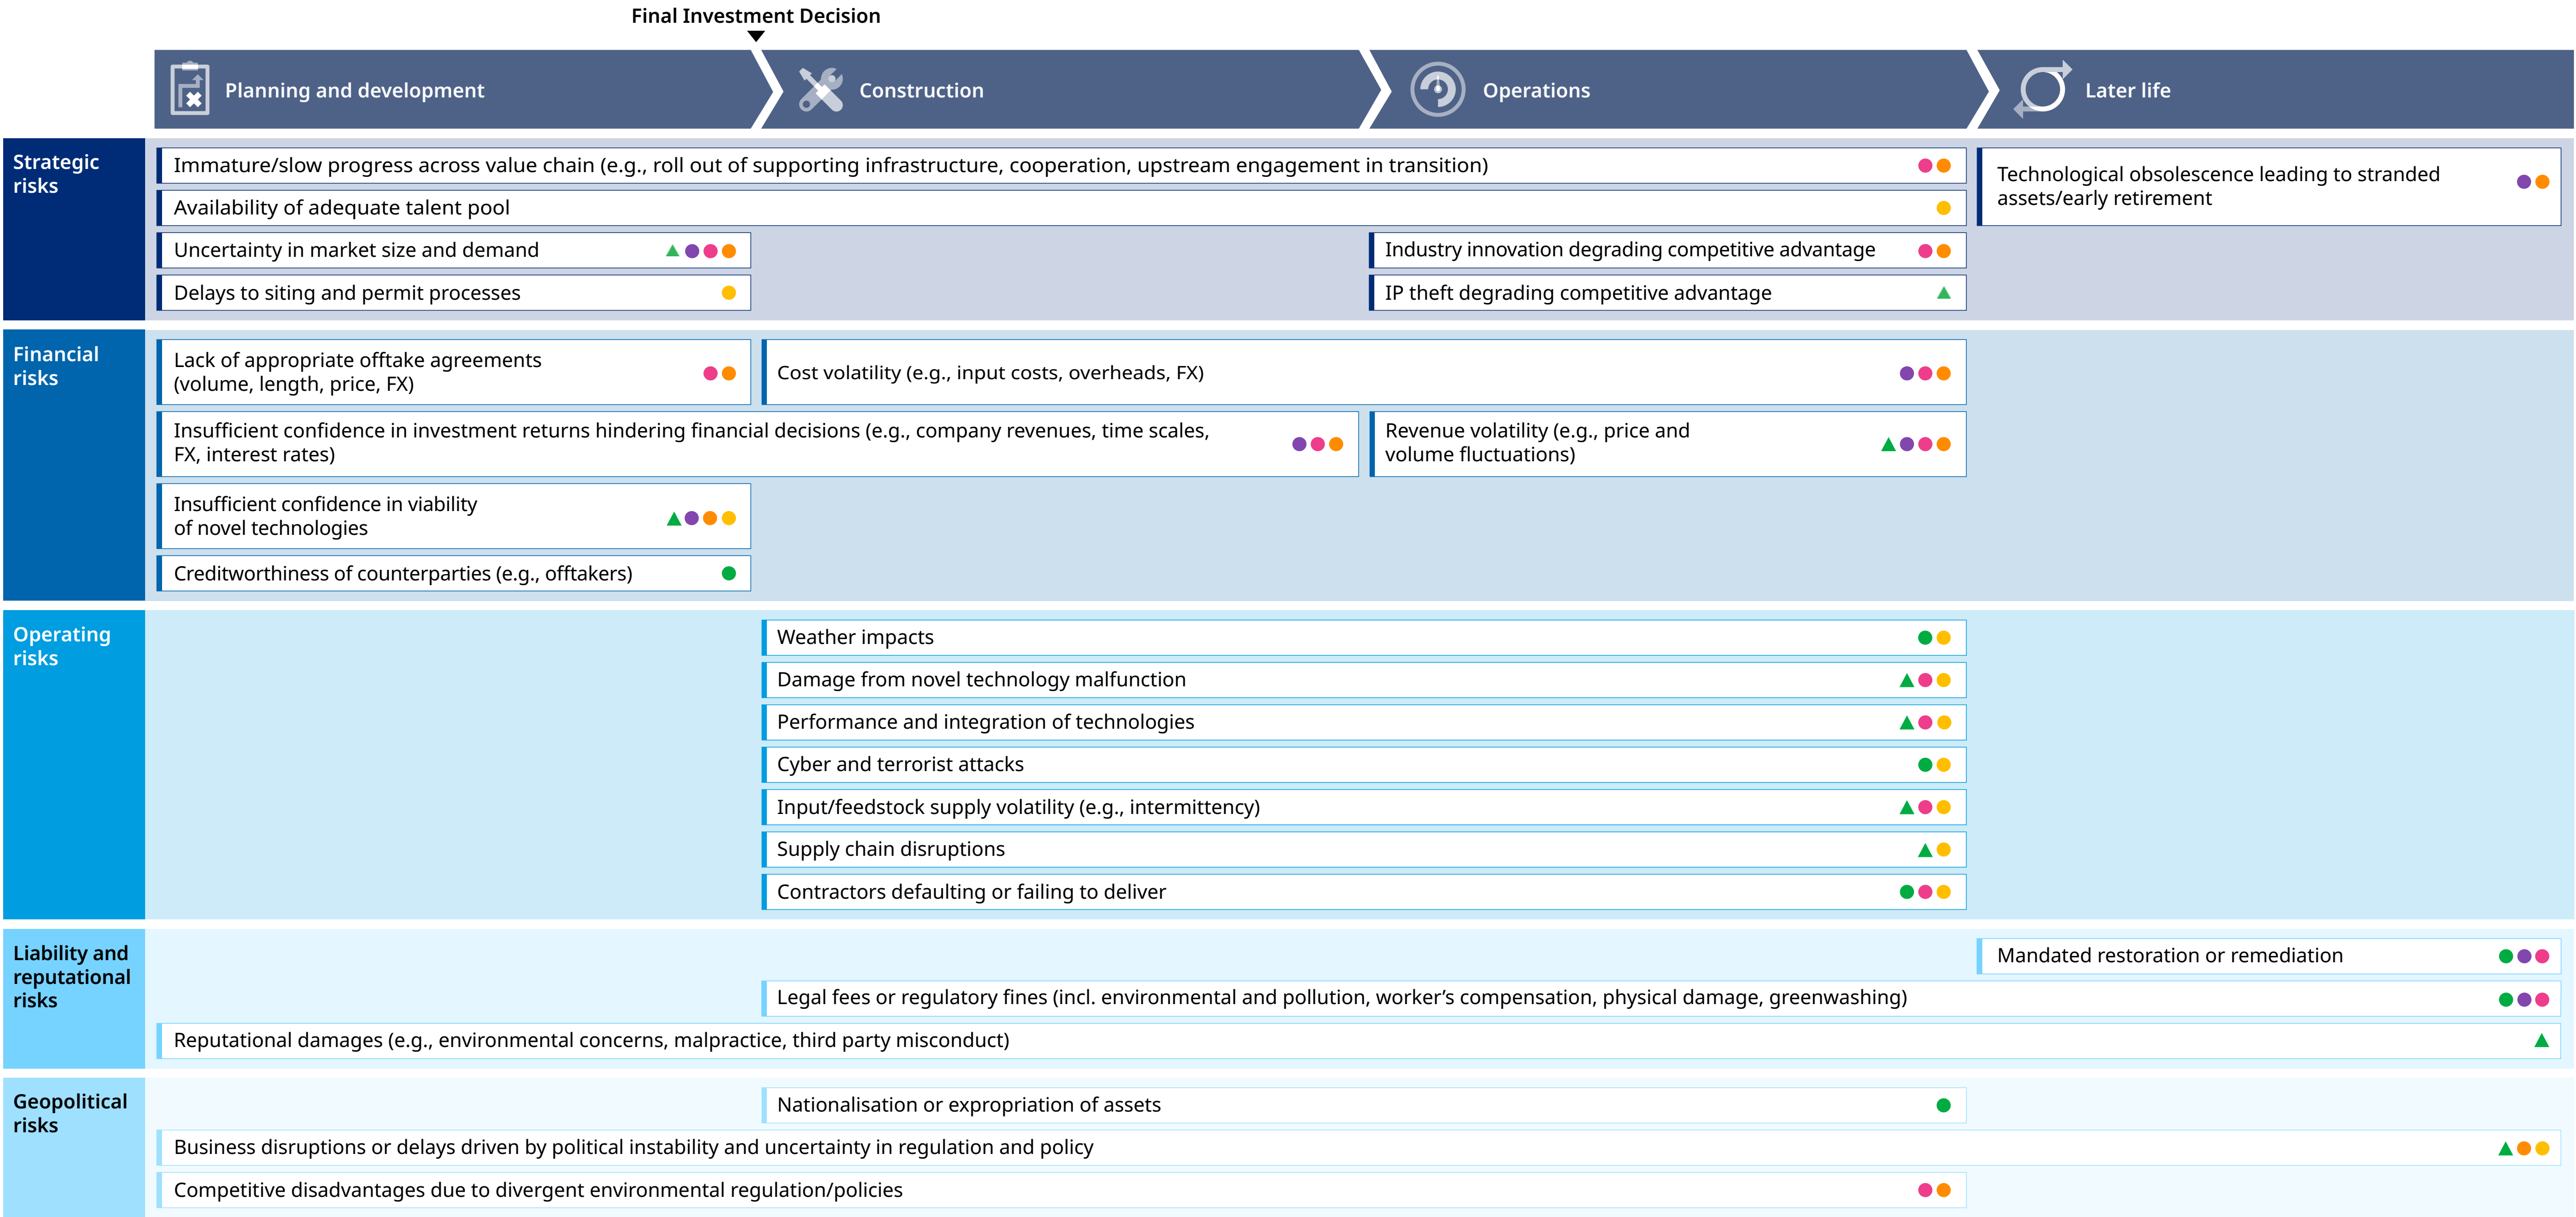 Final Investment Decision
Planning and development
Construction
Operations
Later life
Strategic
risks
Immature/slow progress across value chain (e.g., roll out of supporting infrastructure, cooperation, upstream engagement in transition)
Technological obsolescence leading to stranded
assets/early retirement
Availability of adequate talent pool
Uncertainty in market size and demand
Industry innovation degrading competitive advantage
Delays to siting and permit processes
IP theft degrading competitive advantage
Financial
risks
Lack of appropriate offtake agreements
(volume, length, price, FX)
Cost volatility (e.g., input costs, overheads, FX)
Insufficient confidence in investment returns hindering financial decisions (e.g., company revenues, time scales,
FX, interest rates)
Revenue volatility (e.g., price and
volume fluctuations)
Insufficient confidence in viability
of novel technologies
Creditworthiness of counterparties (e.g., offtakers)
Operating
risks
Weather impacts
Damage from novel technology malfunction
Performance and integration of technologies
Cyber and terrorist attacks
Input/feedstock supply volatility (e.g., intermittency)
Supply chain disruptions
Contractors defaulting or failing to deliver
Liability and
reputational
risks
Mandated restoration or remediation
Legal fees or regulatory fines (incl. environmental and pollution, worker’s compensation, physical damage, greenwashing)
Reputational damages (e.g., environmental concerns, malpractice, third party misconduct)
Geopolitical
risks
Nationalisation or expropriation of assets
Business disruptions or delays driven by political instability and uncertainty in regulation and policy
Competitive disadvantages due to divergent environmental regulation/policies